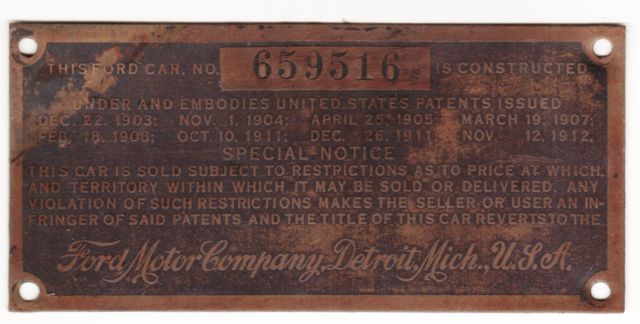 THIS FORD CAR, NO. 659516 IS CONSTRUCTED
UNDER AND EMBODIES UNITED STATES PATENTS ISSUED
DEC. 22, 1903; NOV. 1, 1904; APRIL 25, 1905; MARCH 19, 1907;
FEB. 18, 1908; OCT. 10, 1911; DEC. 26, 1911; NOV. 12, 1912.
SPECIAL NOTICE
THIS CAR IS SOLD SUBJECT TO RESTRICTIONS AS TO PRICE AT WHICH,
AND TERRITORY WITHIN WHICH IT MAY BE SOLD OR DELIVERED. ANY
VIOLATION OF SUCH RESTRICTIONS MAKES THE SELLER OR USER AN IN-
FRINGER OF SAID PATENTS AND THE TITLE OF THIS CAR REVERTS TO THE
Ford Motor Company, Detroit, Mich., U.S.A.